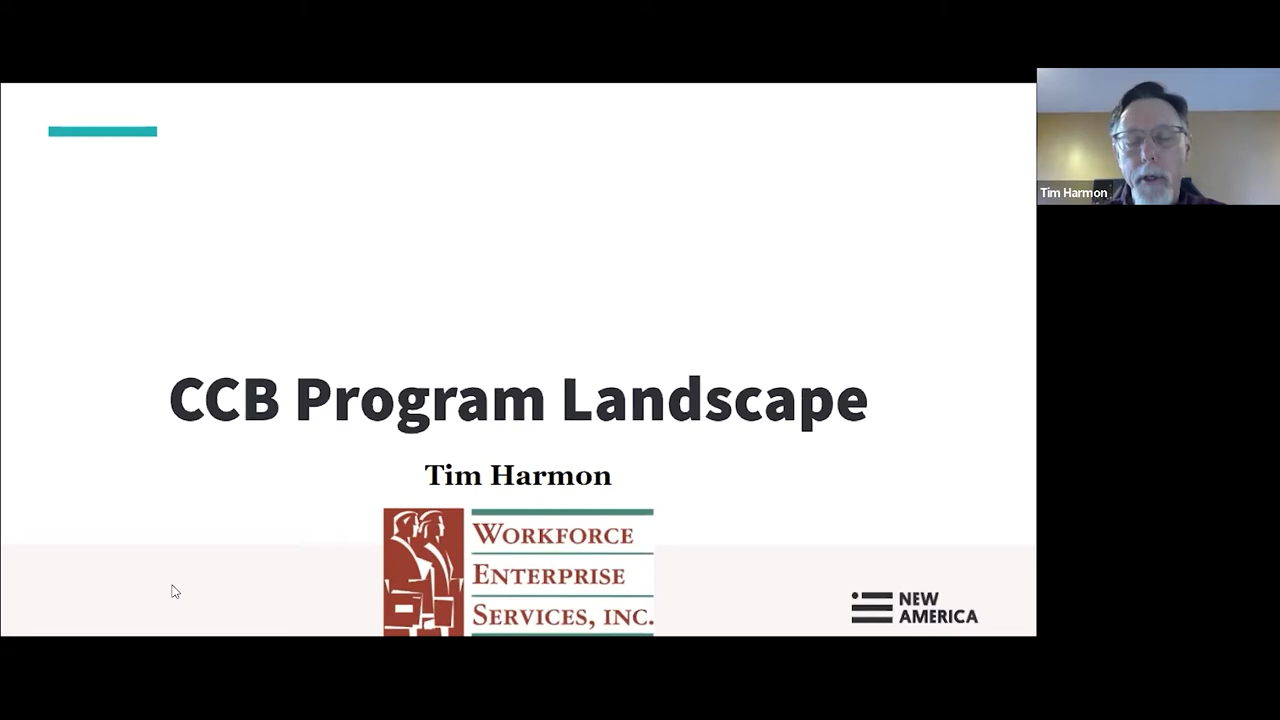 CCB Program Landscape
Tim Harmon
WORKFORCE
ENTERPRISE
SERVICES, INC.
NEW
AMERICA
Tim Harmon